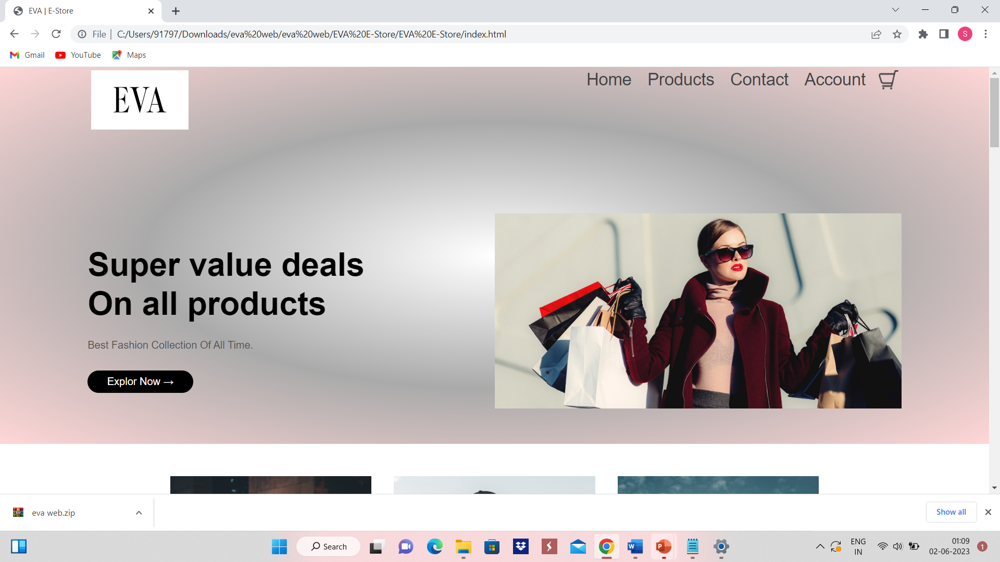 EVA | E-Store
File | C:/Users/91797/Downloads/eva%20web/eva%20web/EVA%20E-Store/EVA%20E-Store/index.html
S
Gmail YouTube Maps
EVA
Home Products Contact Account
Super value deals
On all products
Best Fashion Collection Of All Time.
Explor Now →
eva web.zip
Show all
Search
W
P
ENG
IN
01:09
02-06-2023
1